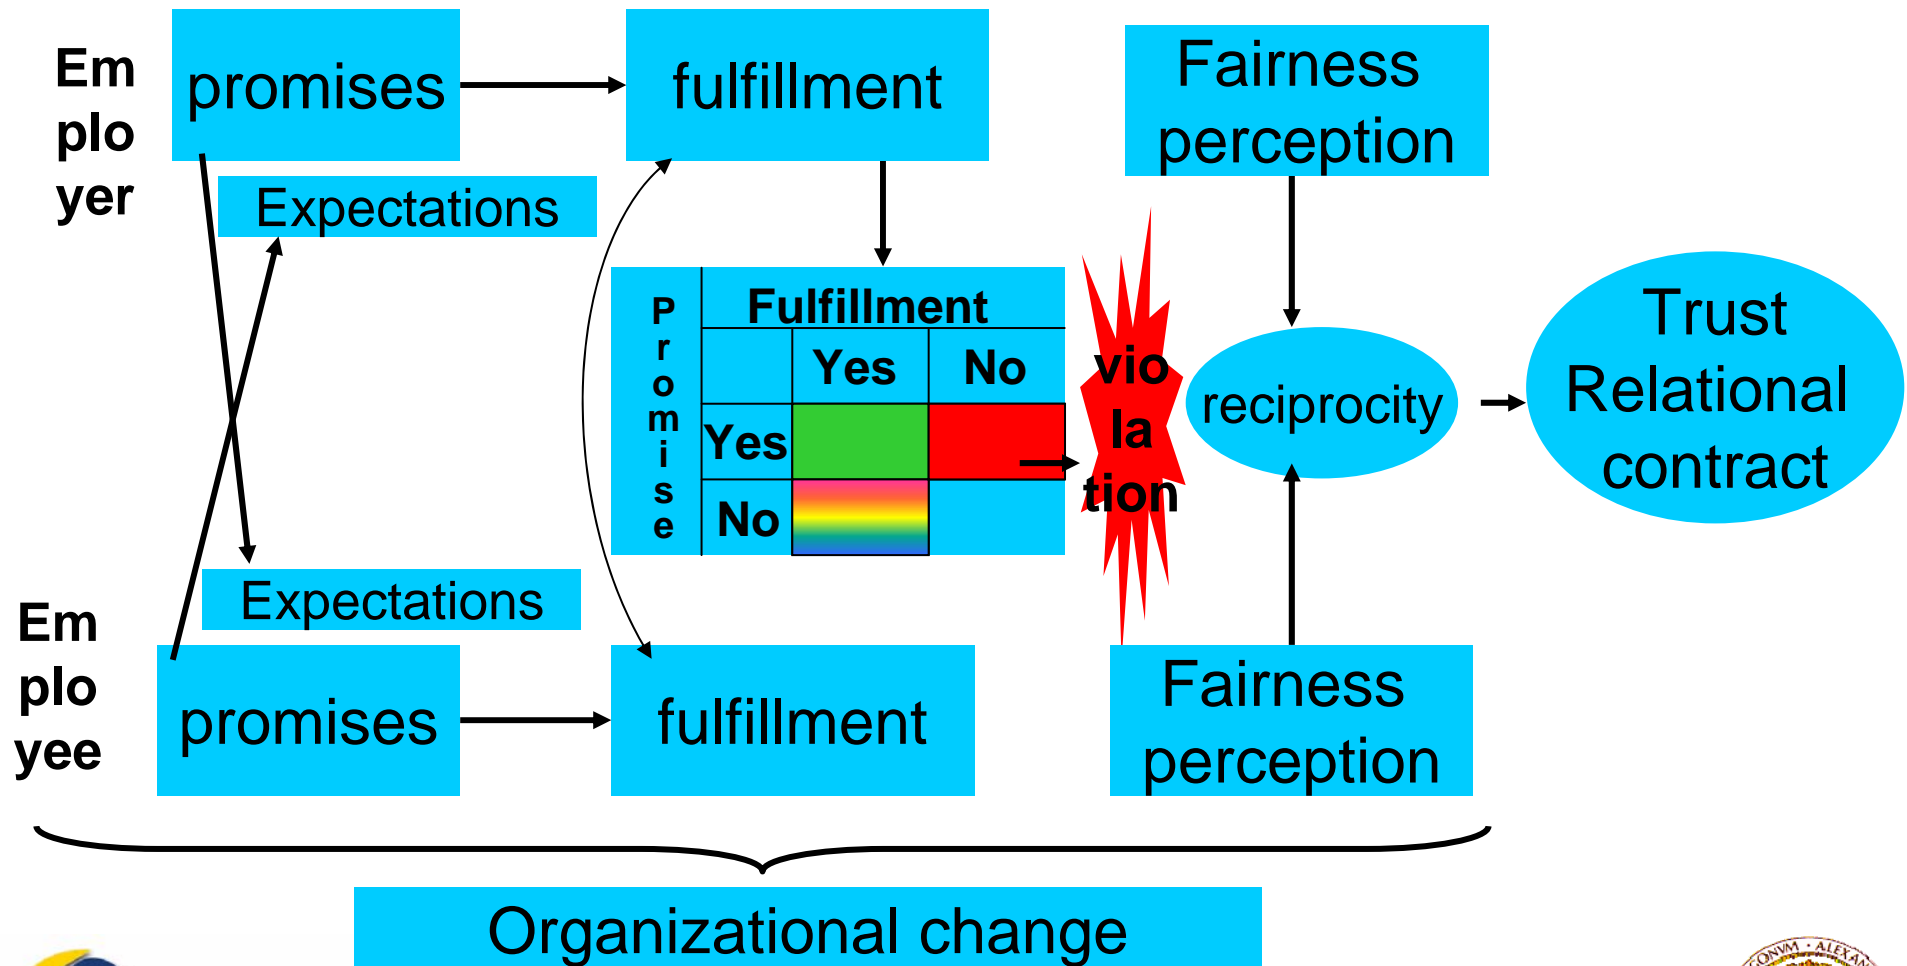 Em
plo
yer
promises
fulfillment
Fairness
perception
Expectations
P
r
o
m
i
s
e
Fulfillment
Yes No
Yes
No
vio
la
tion
reciprocity
Trust
Relational
contract
Expectations
Em
plo
yee
promises
fulfillment
Fairness
perception
Organizational change